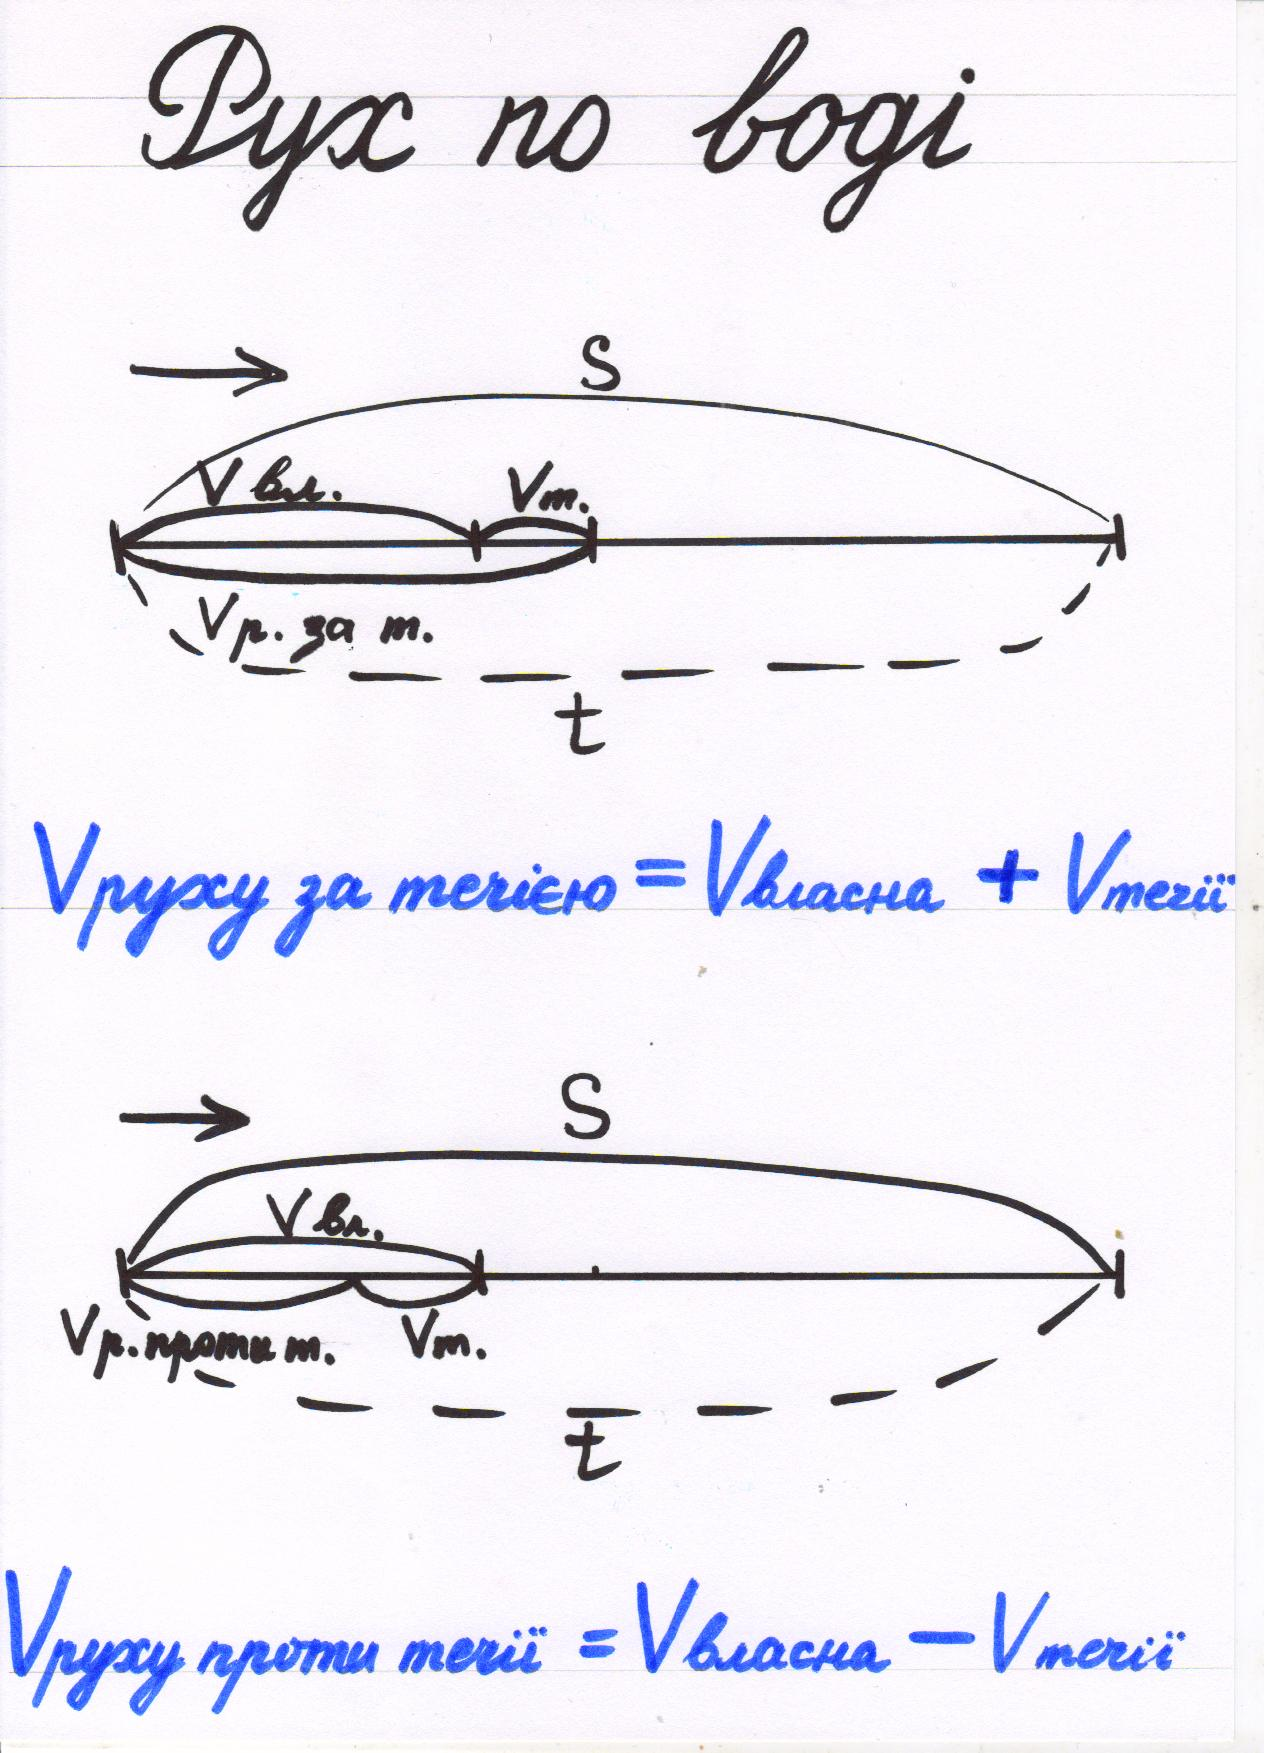 Рух по воді
S
Vвл. Vт.
Vр. за т.
t
Vруху за течією = Vвласна + Vтечії
S
Vвл.
Vр. проти т. Vт.
t
Vруху проти течії = Vвласна – Vтечії